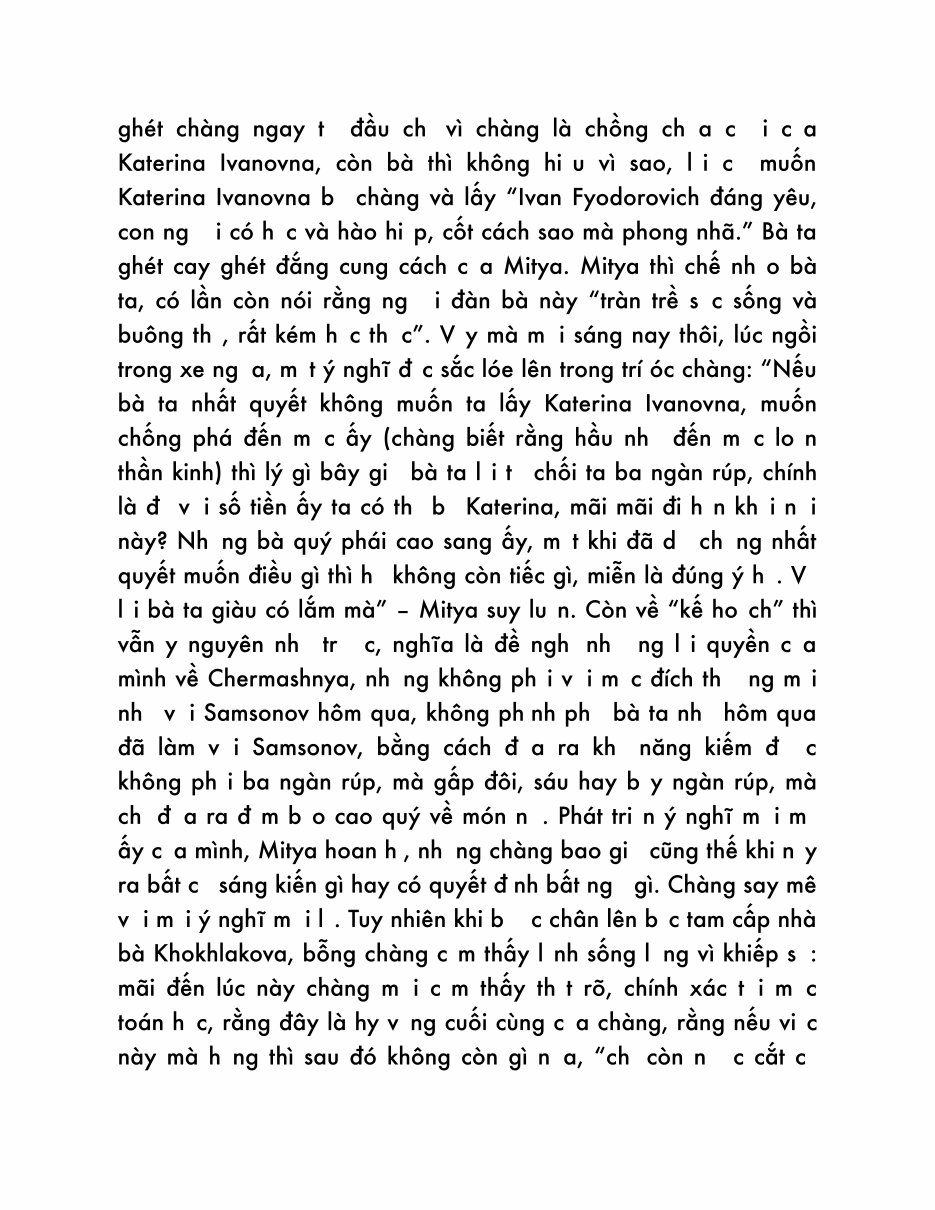 ghét chàng ngay t đầu ch vì chàng là chồng ch a c i c a
Katerina Ivanovna, còn bà thì không hi u vì sao, l i c muốn
Katerina Ivanovna b chàng và lấy “Ivan Fyodorovich đáng yêu,
con ng i có h c và hào hi p, cốt cách sao mà phong nhã.” Bà ta
ghét cay ghét đắng cung cách c a Mitya. Mitya thì chế nh o bà
ta, có lần còn nói rằng ng i đàn bà này “tràn trề s c sống và
buông th , rất kém h c th c”. V y mà m i sáng nay thôi, lúc ngồi
trong xe ng a, m t ý nghĩ đ c sắc lóe lên trong trí óc chàng: “Nếu
bà ta nhất quyết không muốn ta lấy Katerina Ivanovna, muốn
chống phá đến m c ấy (chàng biết rằng hầu nh đến m c lo n
thần kinh) thì lý gì bây gi bà ta l i t chối ta ba ngàn rúp, chính
là đ v i số tiền ấy ta có th b Katerina, mãi mãi đi h n kh i n i
này? Nh ng bà quý phái cao sang ấy, m t khi đã d ch ng nhất
quyết muốn điều gì thì h không còn tiếc gì, miễn là đúng ý h . V
l i bà ta giàu có lắm mà” – Mitya suy lu n. Còn về “kế ho ch” thì
vẫn y nguyên nh tr c, nghĩa là đề ngh nh ng l i quyền c a
mình về Chermashnya, nh ng không ph i v i m c đích th ng m i
nh v i Samsonov hôm qua, không ph nh ph bà ta nh hôm qua
đã làm v i Samsonov, bằng cách đ a ra kh năng kiếm đ c
không ph i ba ngàn rúp, mà gấp đôi, sáu hay b y ngàn rúp, mà
ch đ a ra đ m b o cao quý về món n . Phát tri n ý nghĩ m i m
ấy c a mình, Mitya hoan h , nh ng chàng bao gi cũng thế khi n y
ra bất c sáng kiến gì hay có quyết đ nh bất ng gì. Chàng say mê
v i m i ý nghĩ m i l . Tuy nhiên khi b c chân lên b c tam cấp nhà
bà Khokhlakova, bỗng chàng c m thấy l nh sống l ng vì khiếp s :
mãi đến lúc này chàng m i c m thấy th t rõ, chính xác t i m c
toán h c, rằng đây là hy v ng cuối cùng c a chàng, rằng nếu vi c
này mà h ng thì sau đó không còn gì n a, “ch còn n c cắt c